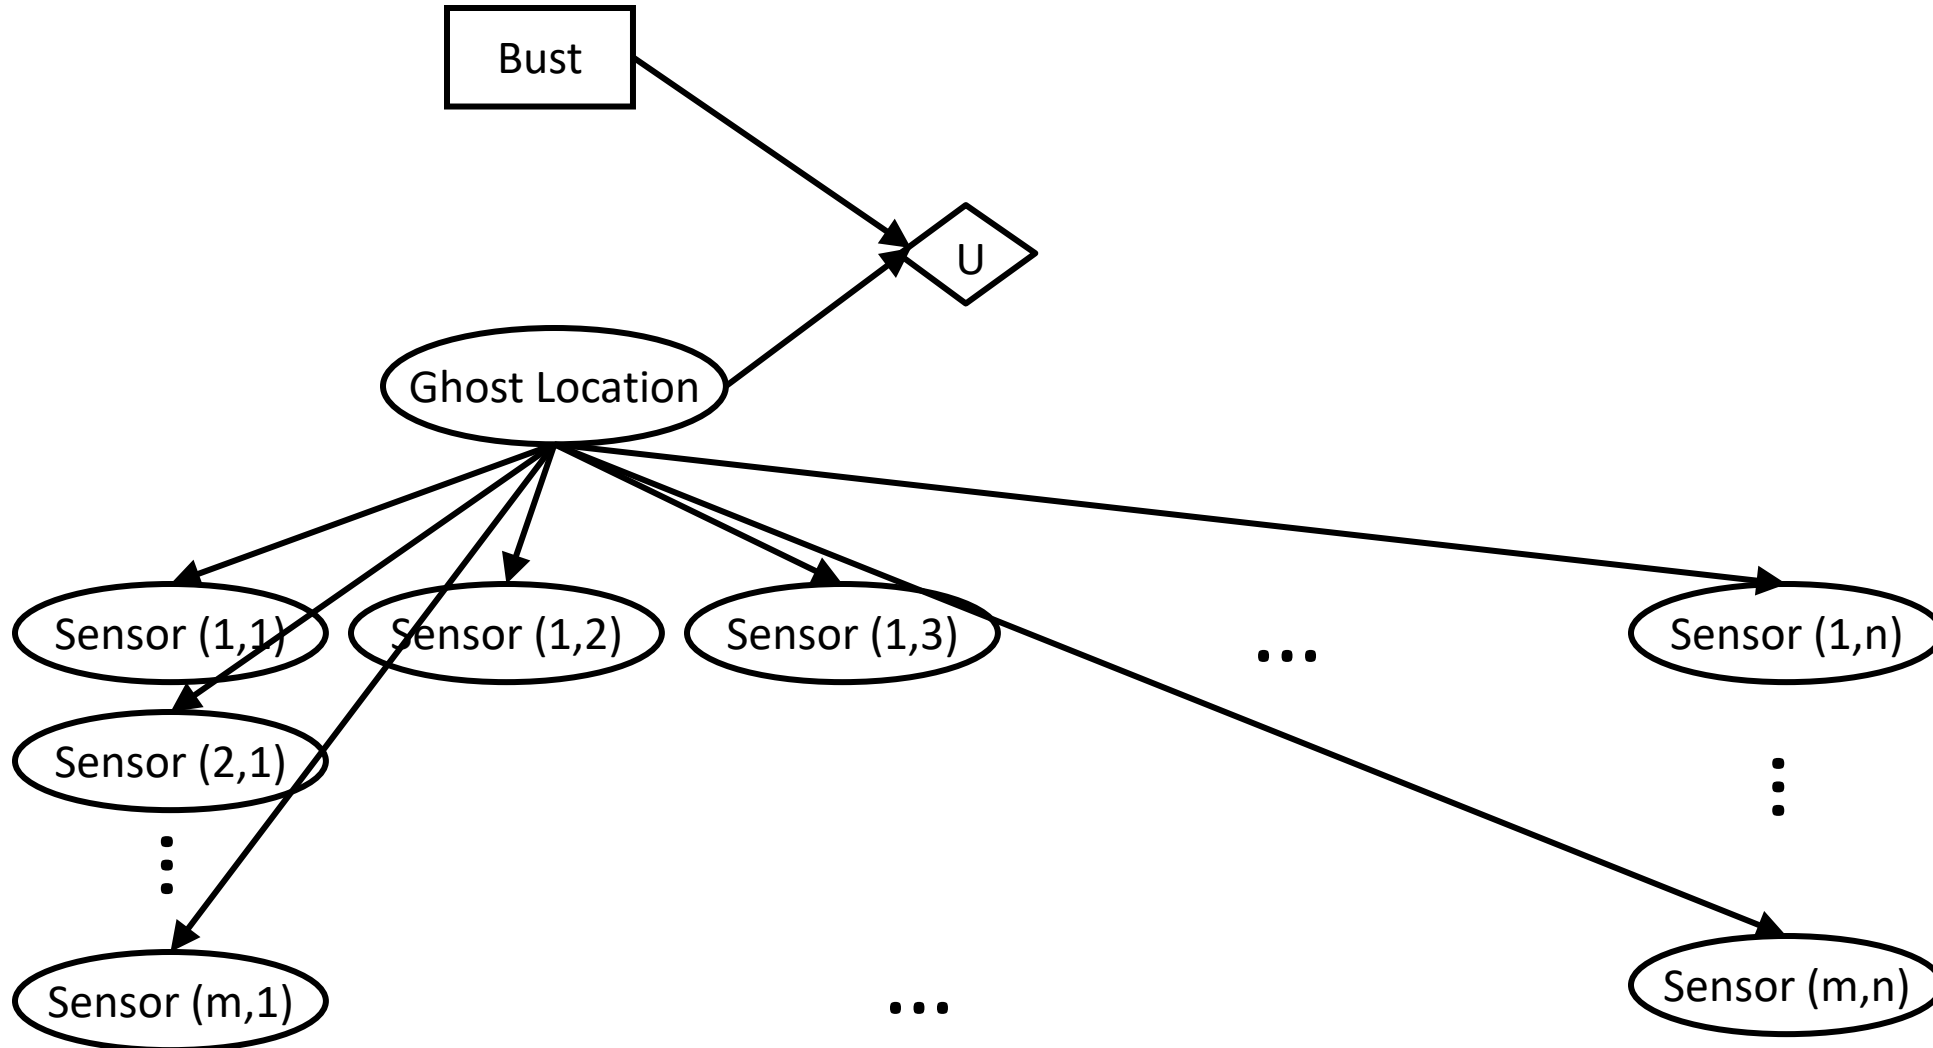 Bust
U
Ghost Location
Sensor (1,1)
Sensor (1,2)
Sensor (1,3)
...
Sensor (1,n)
Sensor (2,1)
Sensor (m,1)
...
Sensor (m,n)